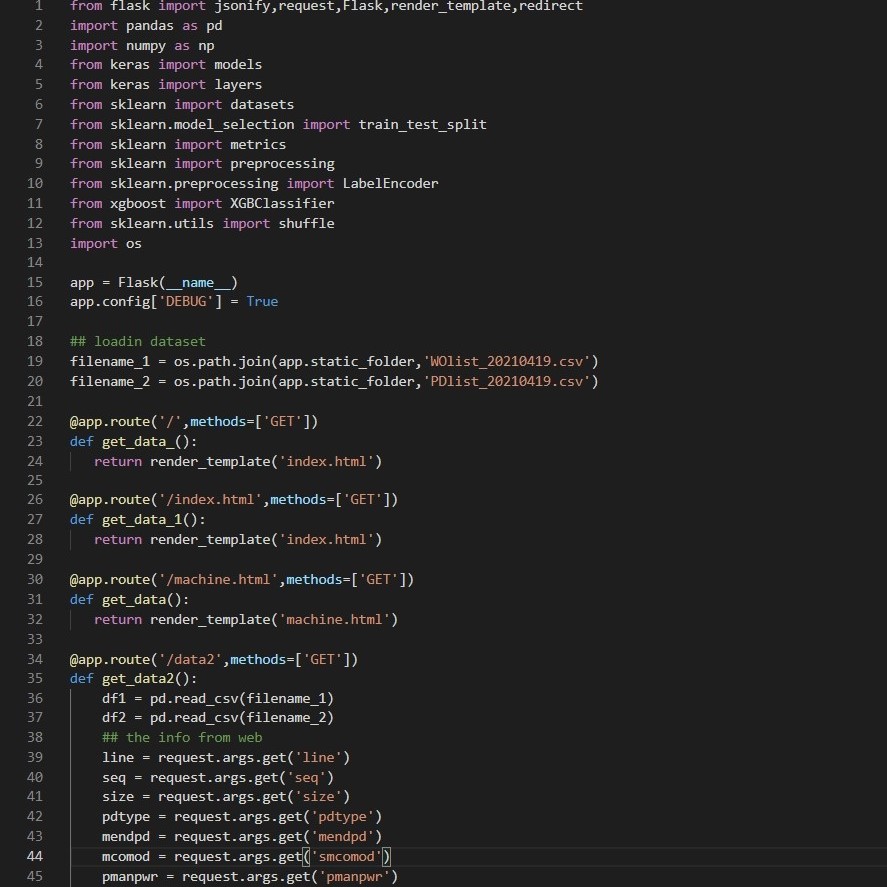 1 from flask import jsonify,request,Flask,render_template,redirect
2 import pandas as pd
3 import numpy as np
4 from keras import models
5 from keras import layers
6 from sklearn import datasets
7 from sklearn.model_selection import train_test_split
8 from sklearn import metrics
9 from sklearn import preprocessing
10 from sklearn.preprocessing import LabelEncoder
11 from xgboost import XGBClassifier
12 from sklearn.utils import shuffle
13 import os
14
15 app = Flask(__name__)
16 app.config['DEBUG'] = True
17
18 ## loadin dataset
19 filename_1 = os.path.join(app.static_folder,'WOlist_20210419.csv')
20 filename_2 = os.path.join(app.static_folder,'PDlist_20210419.csv')
21
22 @app.route('/',methods=['GET'])
23 def get_data_():
24    return render_template('index.html')
25
26 @app.route('/index.html',methods=['GET'])
27 def get_data_1():
28    return render_template('index.html')
29
30 @app.route('/machine.html',methods=['GET'])
31 def get_data():
32    return render_template('machine.html')
33
34 @app.route('/data2',methods=['GET'])
35 def get_data2():
36     df1 = pd.read_csv(filename_1)
37     df2 = pd.read_csv(filename_2)
38     ## the info from web
39     line = request.args.get('line')
40     seq = request.args.get('seq')
41     size = request.args.get('size')
42     pdtype = request.args.get('pdtype')
43     mendpd = request.args.get('mendpd')
44     mcomod = request.args.get('smcomod')
45     pmanpwr = request.args.get('pmanpwr')